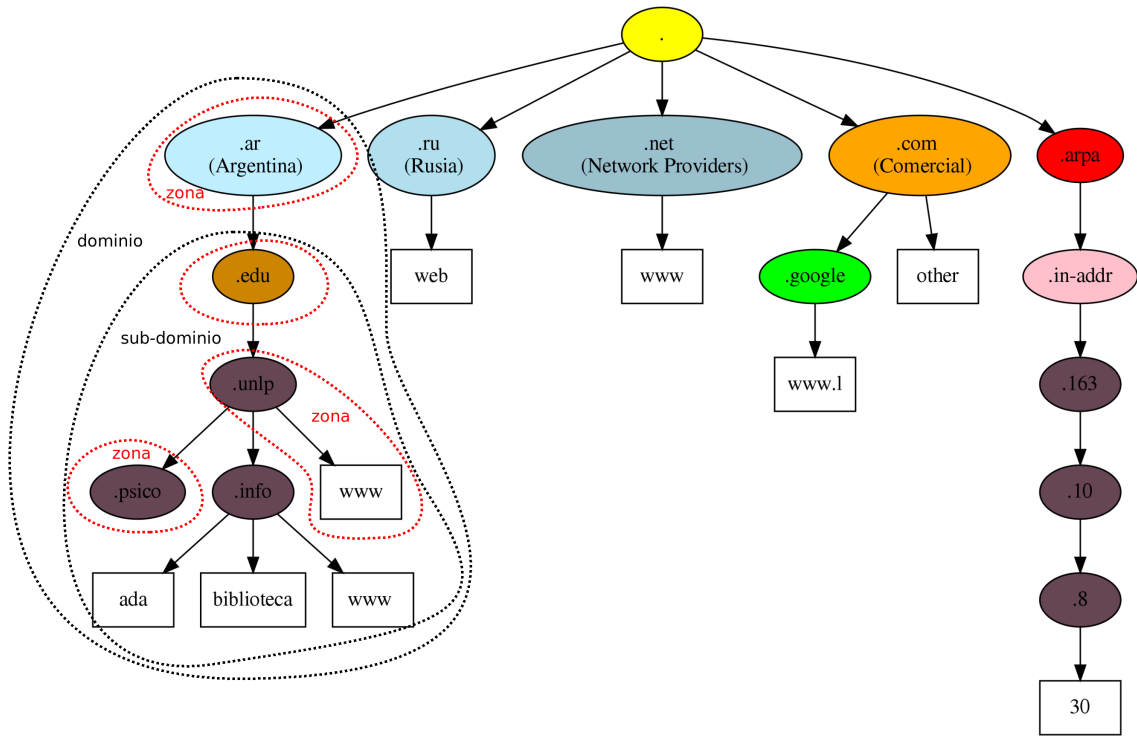 .
.ar
(Argentina)
.ru
(Rusia)
.net
(Network Providers)
.com
(Comercial)
.arpa
zona
dominio
.edu
web
www
.google
other
.in-addr
sub-dominio
.unlp
www.l
.163
zona
zona
.psico
.info
www
.10
ada
biblioteca
www
.8
30